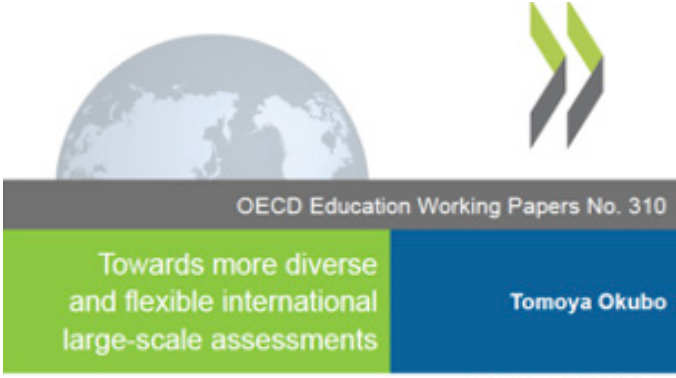 OECD Education Working Papers No. 310
Towards more diverse
and flexible international
large-scale assessments
Tomoya Okubo